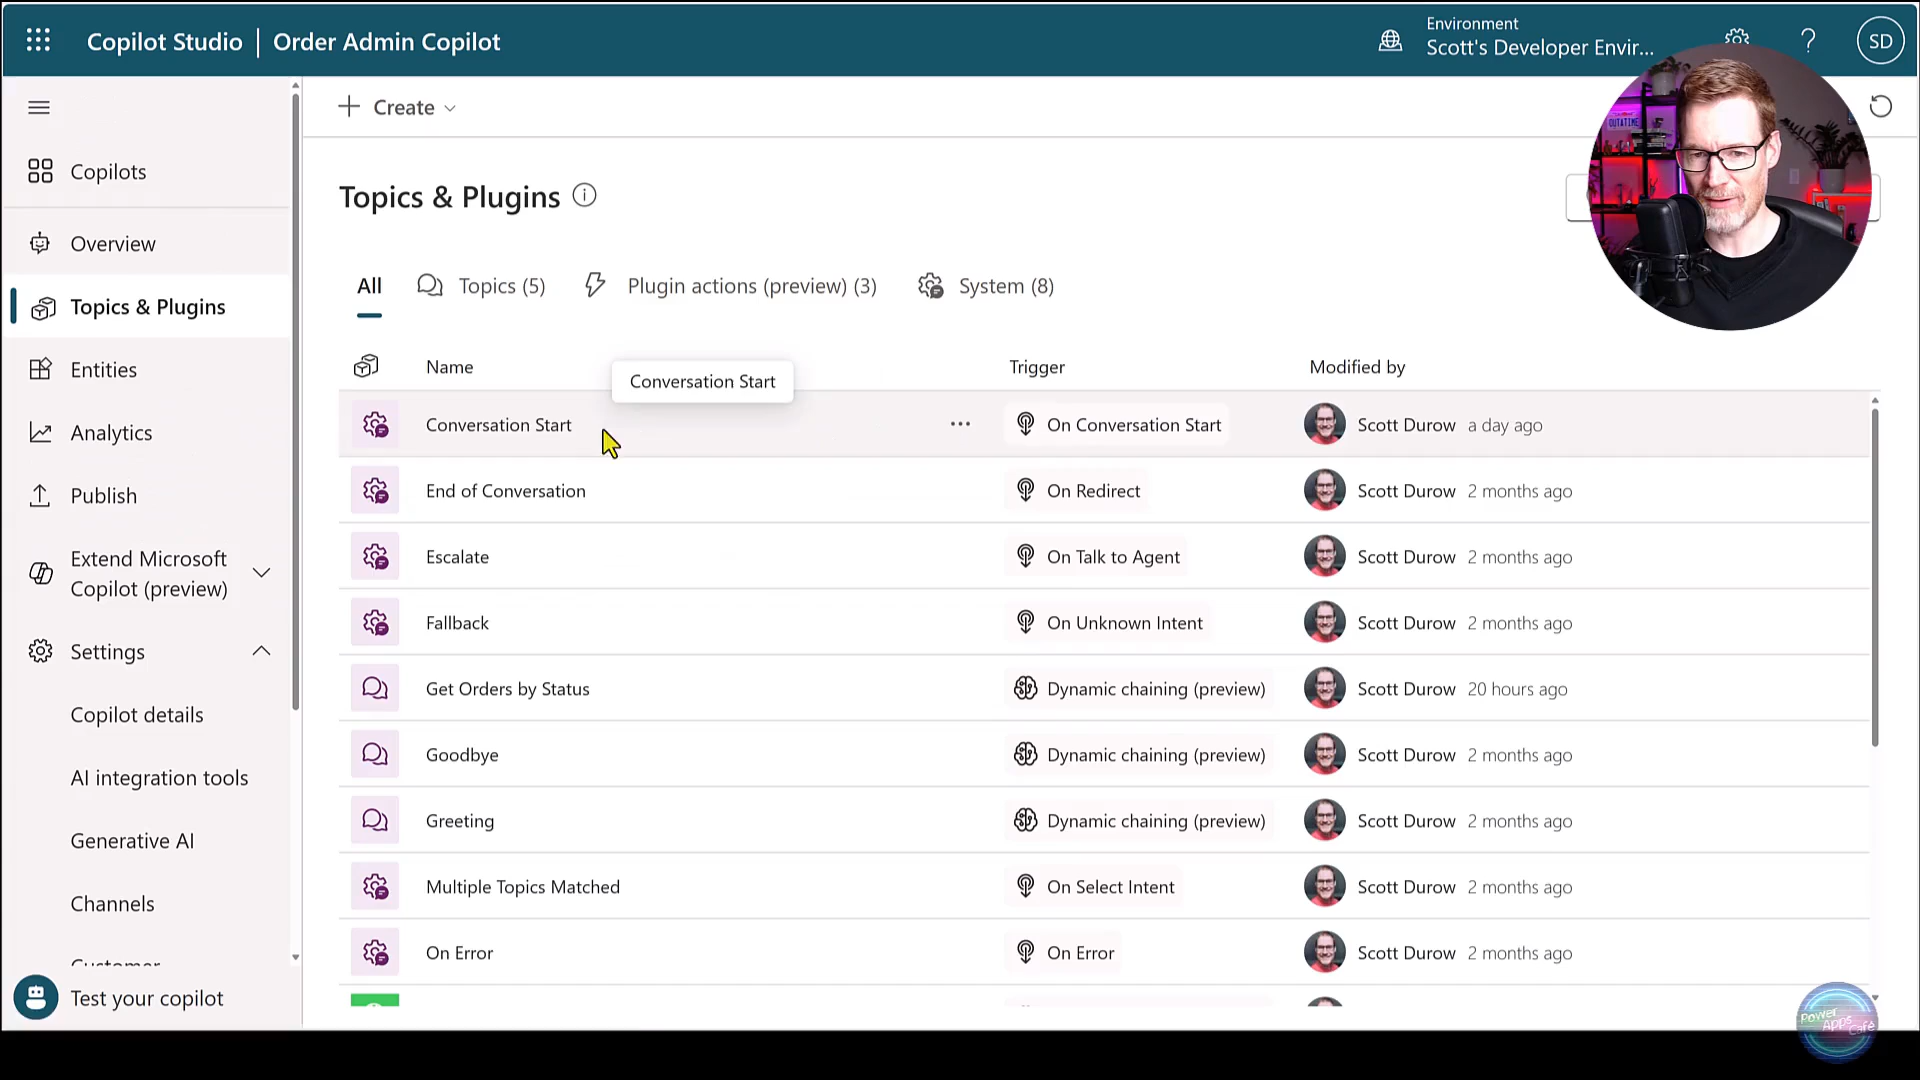 Copilot Studio | Order Admin Copilot
Environment
Scott's Developer Envir...
?
SD
Create
Copilots
Overview
Topics & Plugins
Entities
Analytics
Publish
Extend Microsoft
Copilot (preview)
Settings
Copilot details
AI integration tools
Generative AI
Channels
Customer
Test your copilot
Topics & Plugins
All
Topics (5)
Plugin actions (preview) (3)
System (8)
Name
Trigger
Modified by
Conversation Start
Conversation Start
...
On Conversation Start
Scott Durow a day ago
End of Conversation
On Redirect
Scott Durow 2 months ago
Escalate
On Talk to Agent
Scott Durow 2 months ago
Fallback
On Unknown Intent
Scott Durow 2 months ago
Get Orders by Status
Dynamic chaining (preview)
Scott Durow 20 hours ago
Goodbye
Dynamic chaining (preview)
Scott Durow 2 months ago
Greeting
Dynamic chaining (preview)
Scott Durow 2 months ago
Multiple Topics Matched
On Select Intent
Scott Durow 2 months ago
On Error
On Error
Scott Durow 2 months ago
OUTATIME
Power
Apps
Café